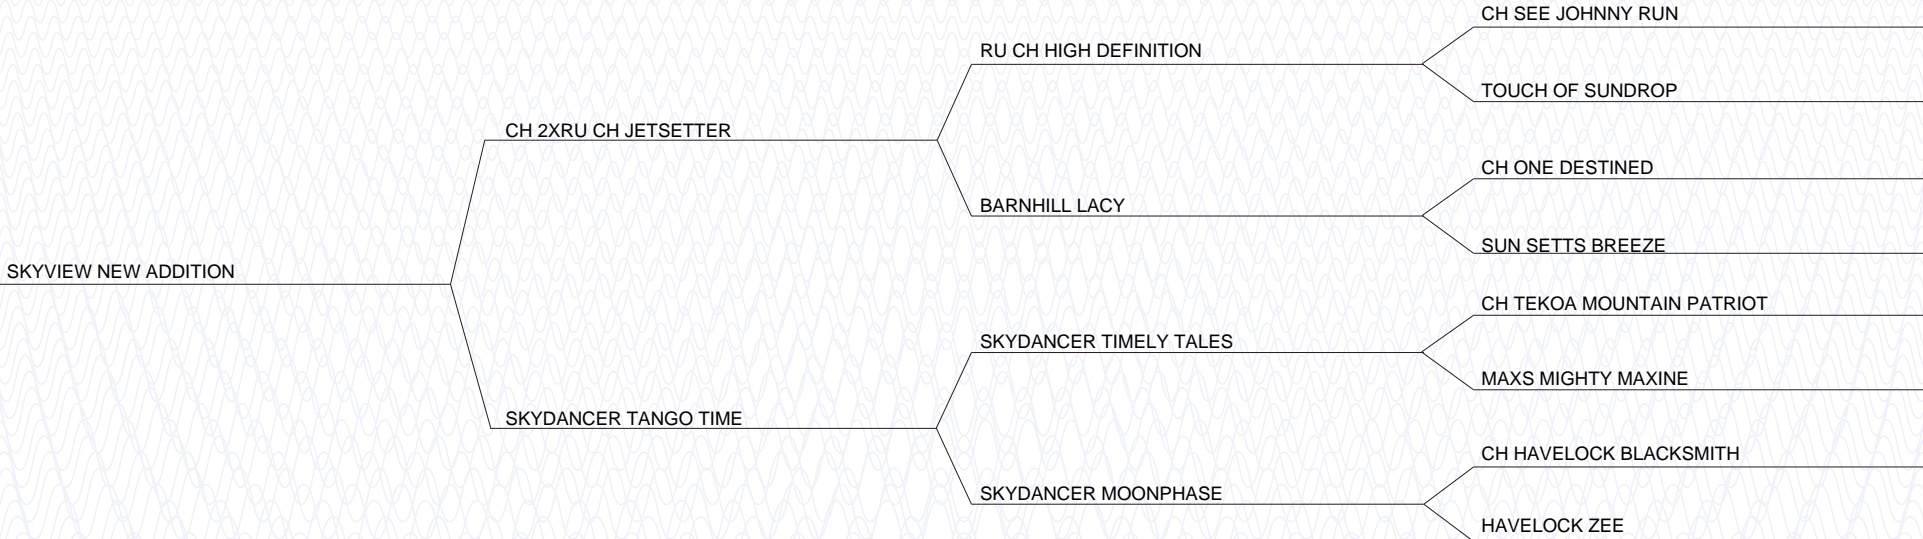 CH SEE JOHNNY RUN
RU CH HIGH DEFINITION
TOUCH OF SUNDROP
CH 2XRU CH JETSETTER
CH ONE DESTINED
BARNHILL LACY
SUN SETTS BREEZE
SKYVIEW NEW ADDITION
CH TEKOA MOUNTAIN PATRIOT
SKYDANCER TIMELY TALES
MAXS MIGHTY MAXINE
SKYDANCER TANGO TIME
CH HAVELOCK BLACKSMITH
SKYDANCER MOONPHASE
HAVELOCK ZEE